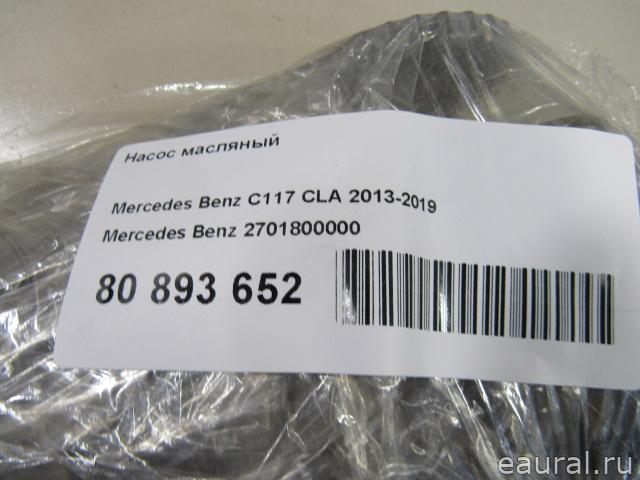 Насос масляный
Mercedes Benz C117 CLA 2013-2019
Mercedes Benz 2701800000
80 893 652
eaural.ru